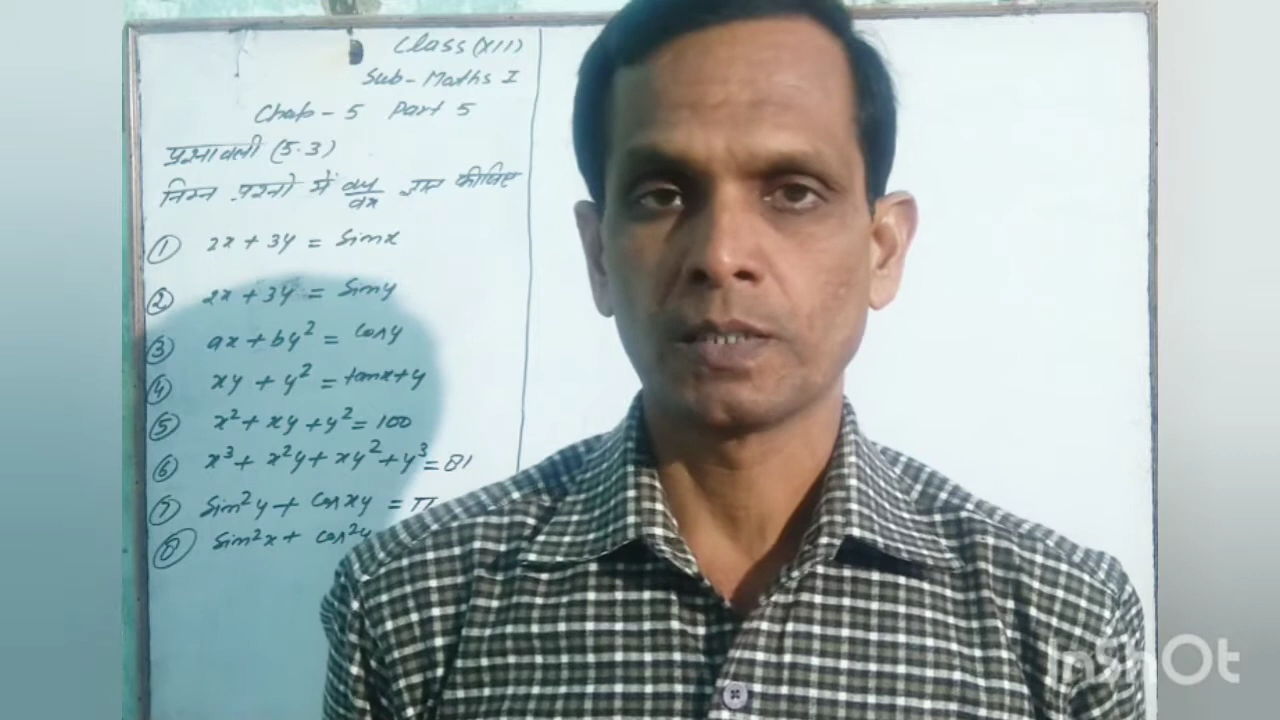 Class (XII)
Sub - Maths I
Chap - 5 Part 5
प्रश्नावली (5.3)
निम्न प्रश्नो में dy/dx ज्ञात कीजिए
① 2x + 3y = Sinx
② 2x + 3y = Siny
③ ax + by² = cosy
④ xy + y² = tanx + y
⑤ x² + xy + y² = 100
⑥ x³ + x²y + xy² + y³ = 81
⑦ Sin²y + cosxy = π
⑧ Sin²x + cos²y
InShOt